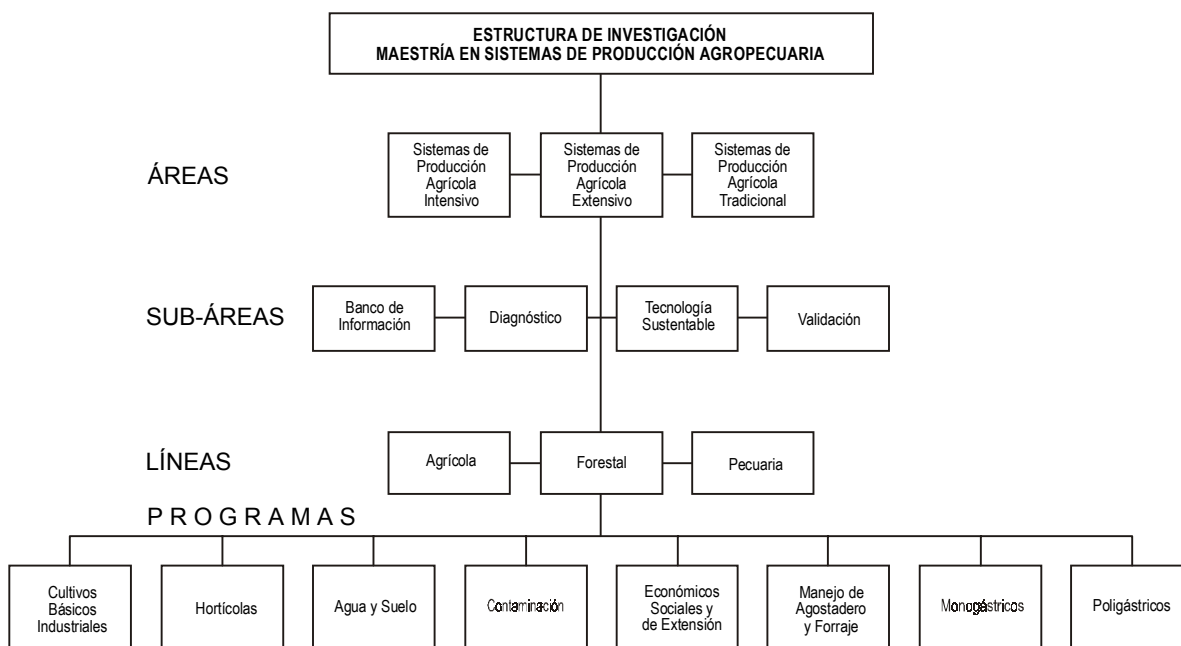 ESTRUCTURA DE INVESTIGACIÓN
MAESTRÍA EN SISTEMAS DE PRODUCCIÓN AGROPECUARIA
ÁREAS
Sistemas de
Producción
Agrícola
Intensivo
Sistemas de
Producción
Agrícola
Extensivo
Sistemas de
Producción
Agrícola
Tradicional
SUB-ÁREAS
Banco de
Información
Diagnóstico
Tecnología
Sustentable
Validación
LÍNEAS
Agrícola
Forestal
Pecuaria
PROGRAMAS
Cultivos
Básicos
Industriales
Hortícolas
Agua y Suelo
Contaminación
Económicos
Sociales y
de Extensión
Manejo de
Agostadero
y Forraje
Monogástricos
Poligástricos